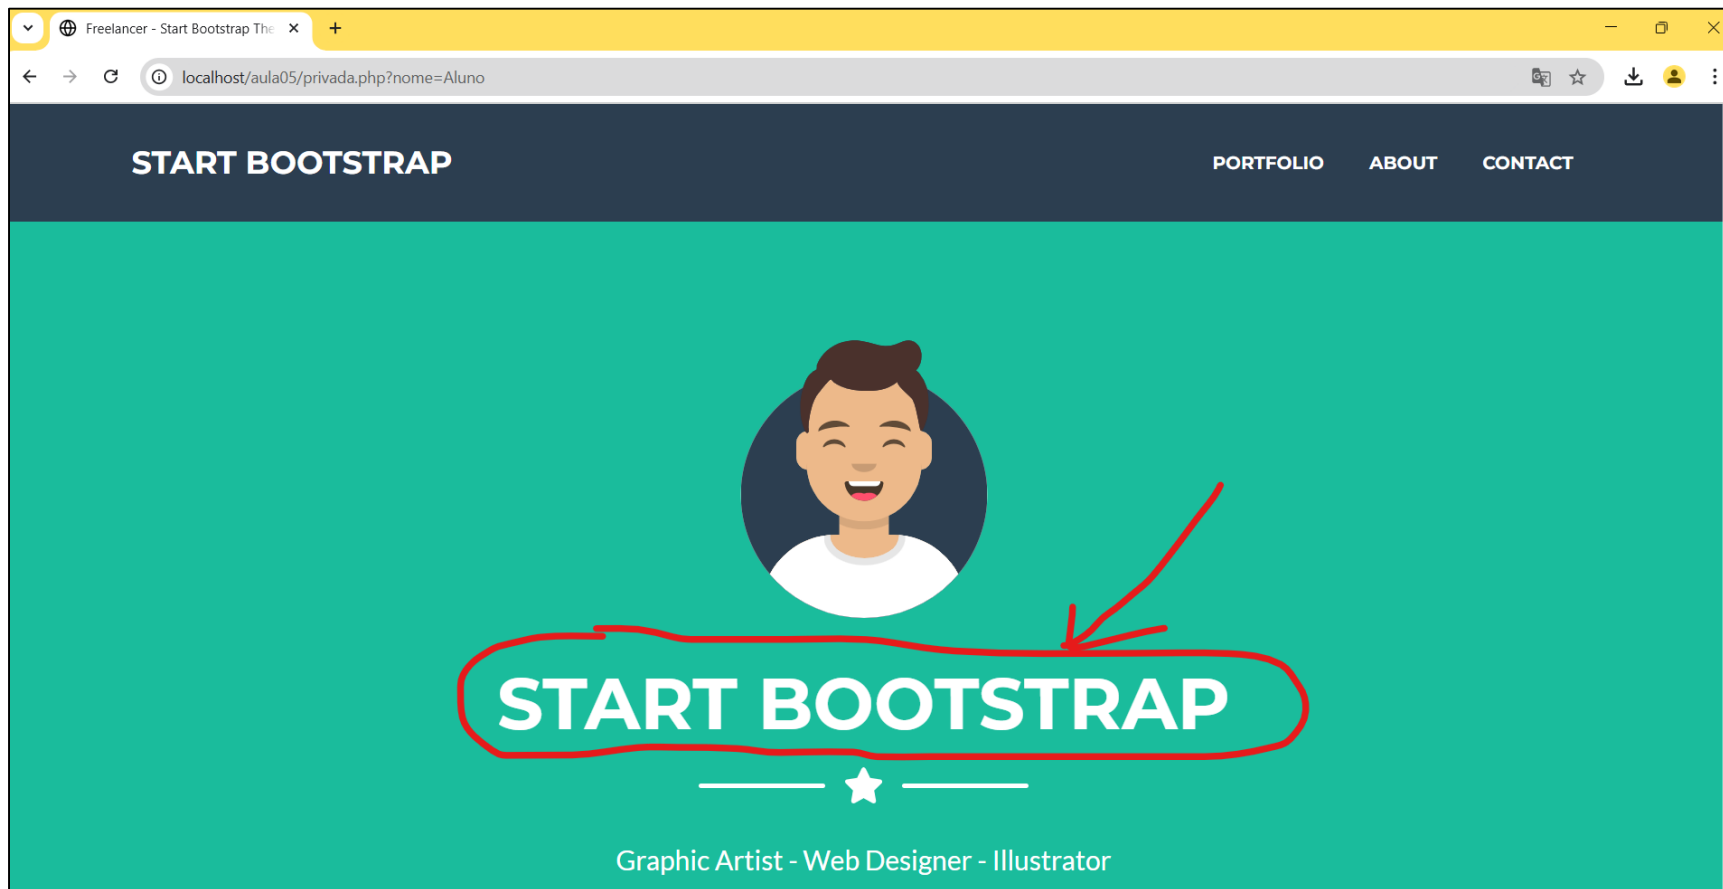 Freelancer - Start Bootstrap The
localhost/aula05/privada.php?nome=Aluno
START BOOTSTRAP
PORTFOLIO ABOUT CONTACT
START BOOTSTRAP
Graphic Artist - Web Designer - Illustrator